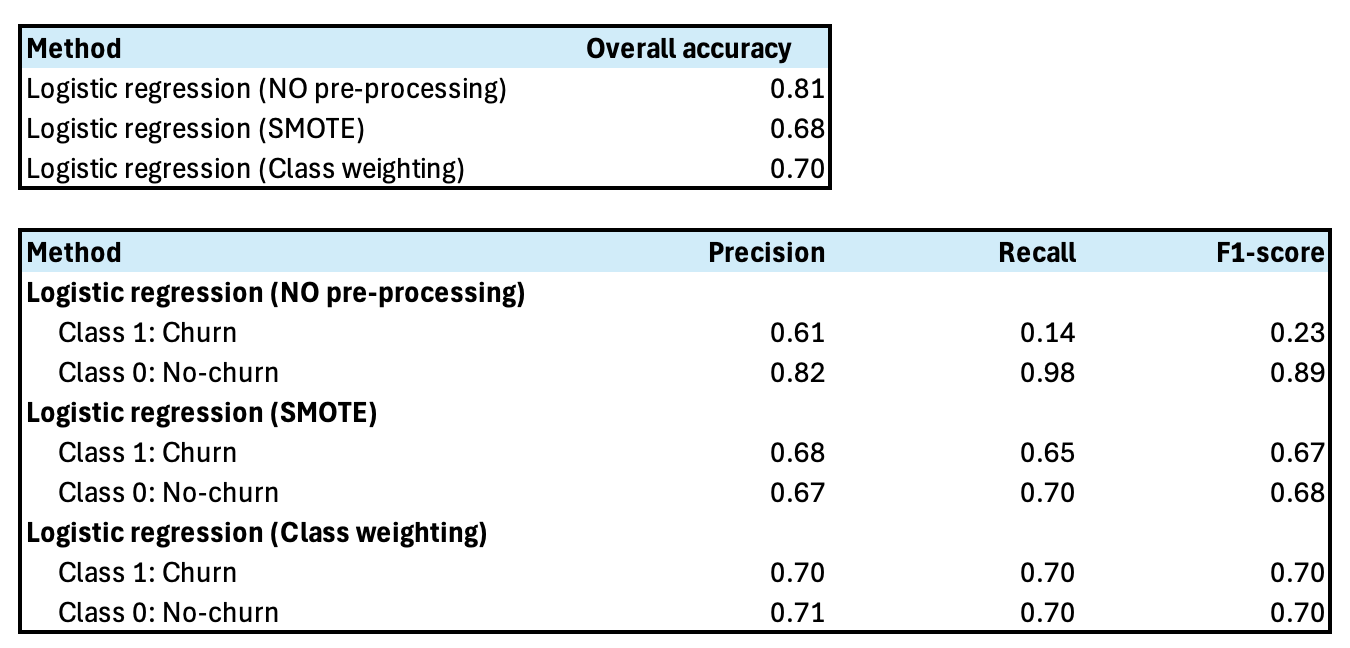 Method Overall accuracy
Logistic regression (NO pre-processing) 0.81
Logistic regression (SMOTE) 0.68
Logistic regression (Class weighting) 0.70
Method Precision Recall F1-score
Logistic regression (NO pre-processing)
Class 1: Churn 0.61 0.14 0.23
Class 0: No-churn 0.82 0.98 0.89
Logistic regression (SMOTE)
Class 1: Churn 0.68 0.65 0.67
Class 0: No-churn 0.67 0.70 0.68
Logistic regression (Class weighting)
Class 1: Churn 0.70 0.70 0.70
Class 0: No-churn 0.71 0.70 0.70